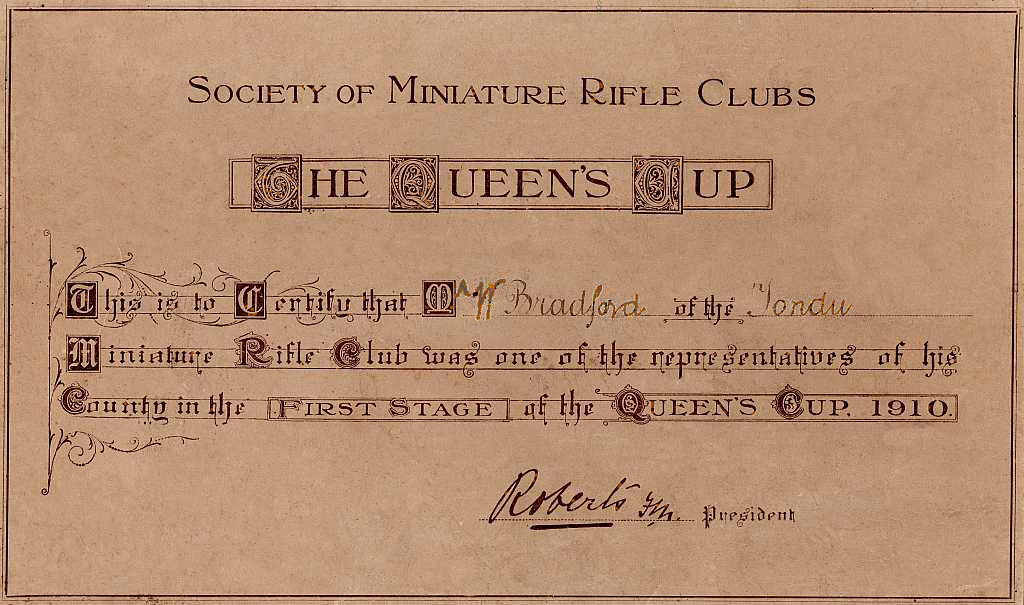 SOCIETY OF MINIATURE RIFLE CLUBS
THE QUEEN'S CUP
This is to Certify that Mr W Bradford of the Tondu
Miniature Rifle Club was one of the representatives of his
County in the FIRST STAGE of the QUEEN'S CUP. 1910.
Roberts F.M. President